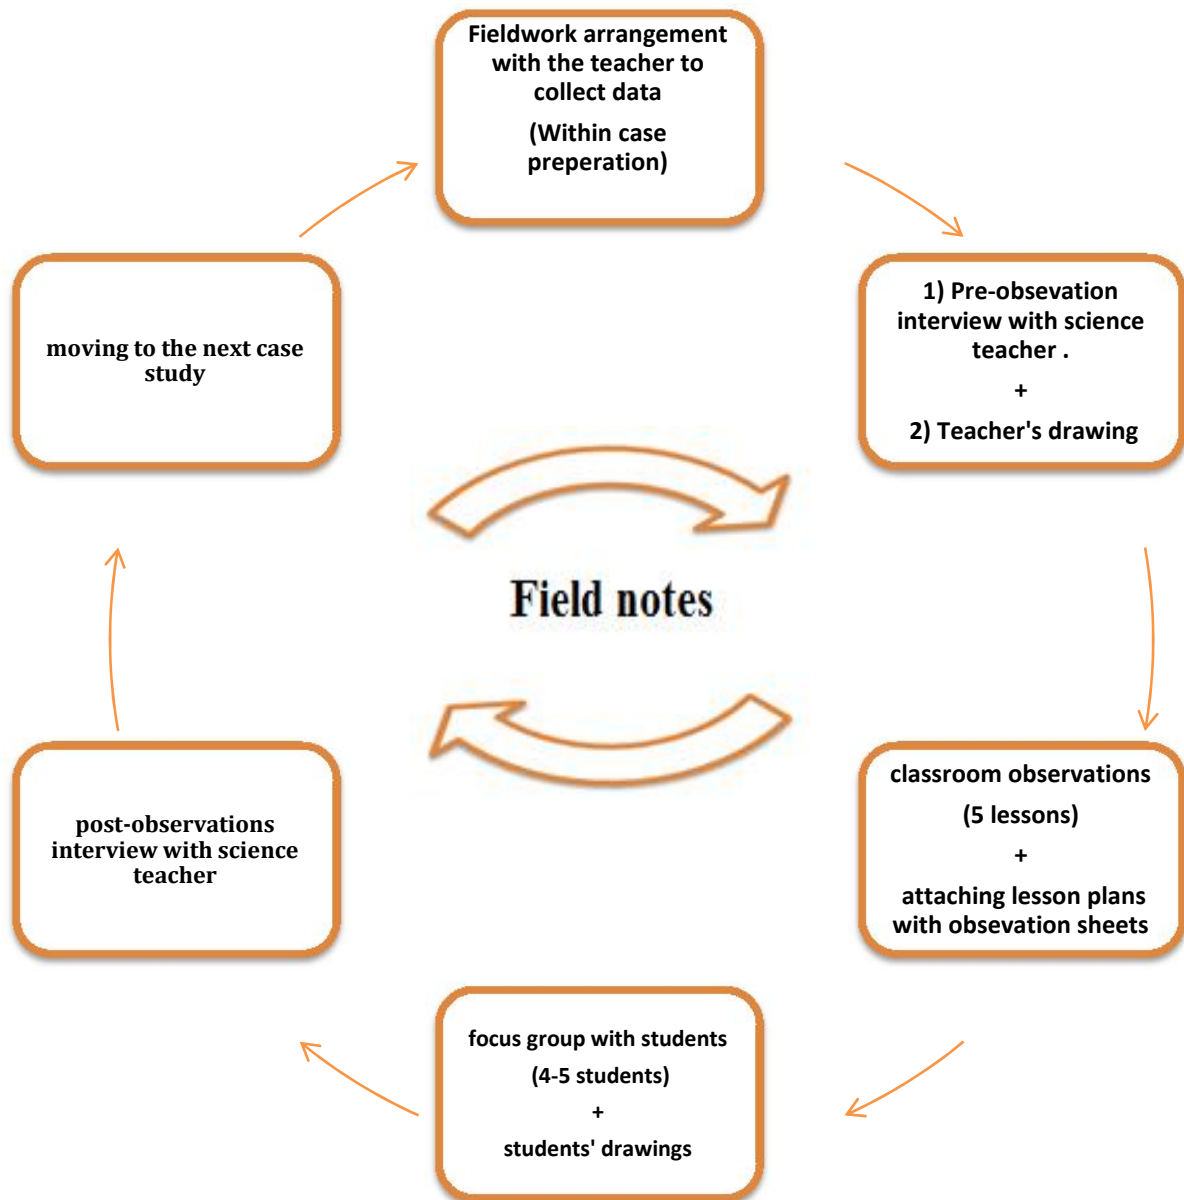 Fieldwork arrangement
with the teacher to
collect data
(Within case
preperation)
1) Pre-obsevation
interview with science
teacher .
+
2) Teacher's drawing
classroom observations
(5 lessons)
+
attaching lesson plans
with obsevation sheets
focus group with students
(4-5 students)
+
students' drawings
post-observations
interview with science
teacher
moving to the next case
study
Field notes